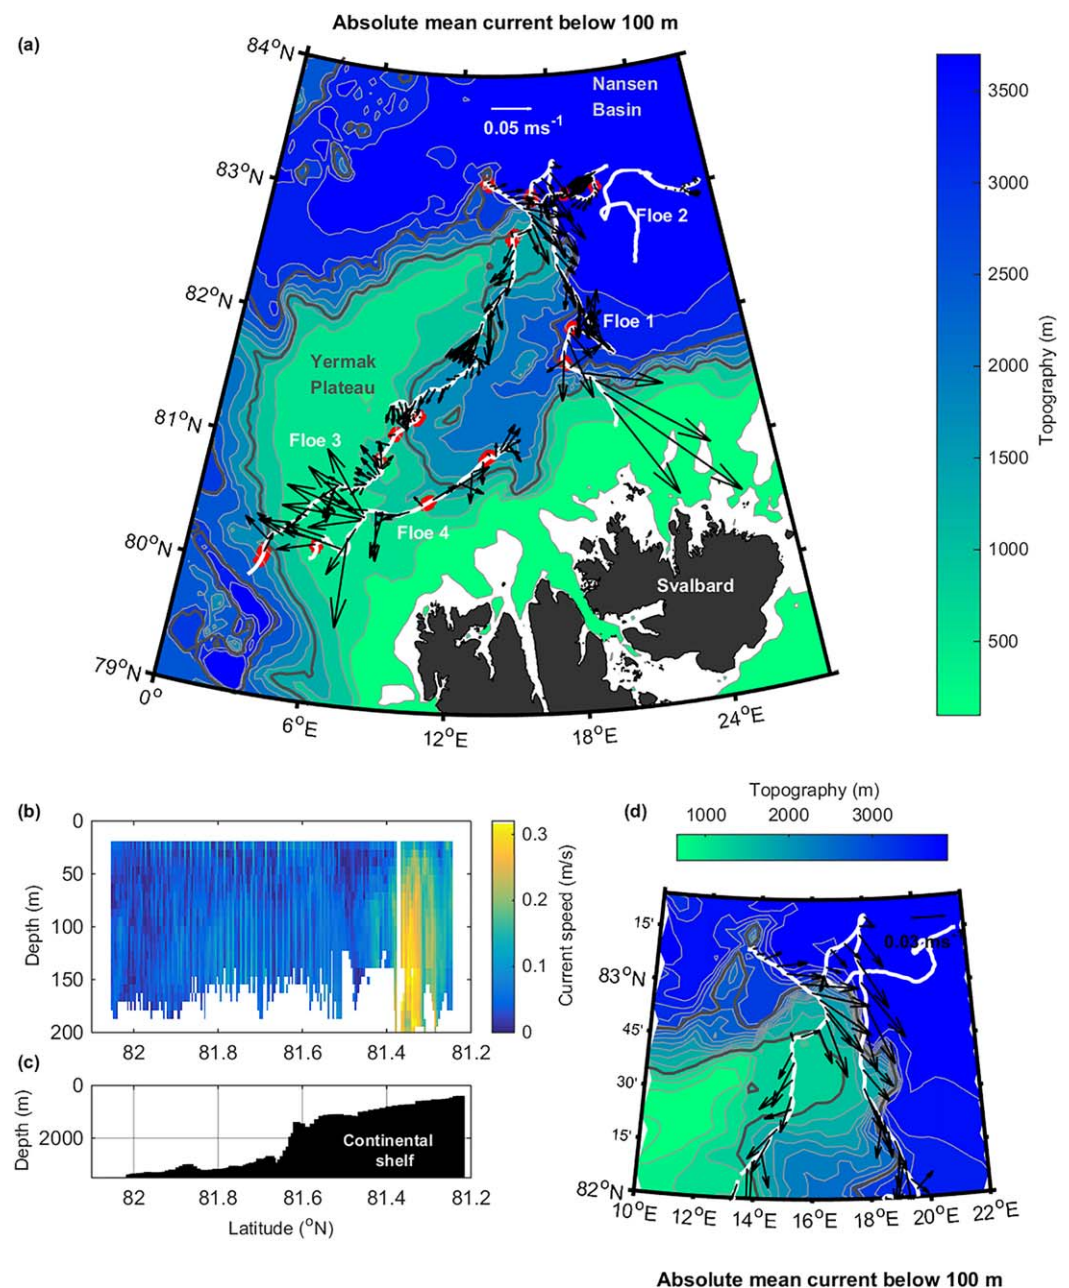 Absolute mean current below 100 m
(a)
84°N
83°N
82°N
81°N
80°N
79°N
0°
6°E
12°E
18°E
24°E
Nansen
Basin
0.05 ms-1
Floe 2
Floe 1
Yermak
Plateau
Floe 3
Floe 4
Svalbard
3500
3000
2500
2000
1500
1000
500
Topography (m)
(b)
0
50
100
150
200
Depth (m)
82
81.8
81.6
81.4
81.2
0.3
0.2
0.1
0
Current speed (m/s)
(c)
0
2000
Depth (m)
Continental
shelf
82
81.8
81.6
81.4
81.2
Latitude (°N)
(d)
Topography (m)
1000
2000
3000
0.03 ms
15'
83°N
45'
30'
15'
82°N
10°E
12°E
14°E
16°E
18°E
20°E
22°E
Absolute mean current below 100 m